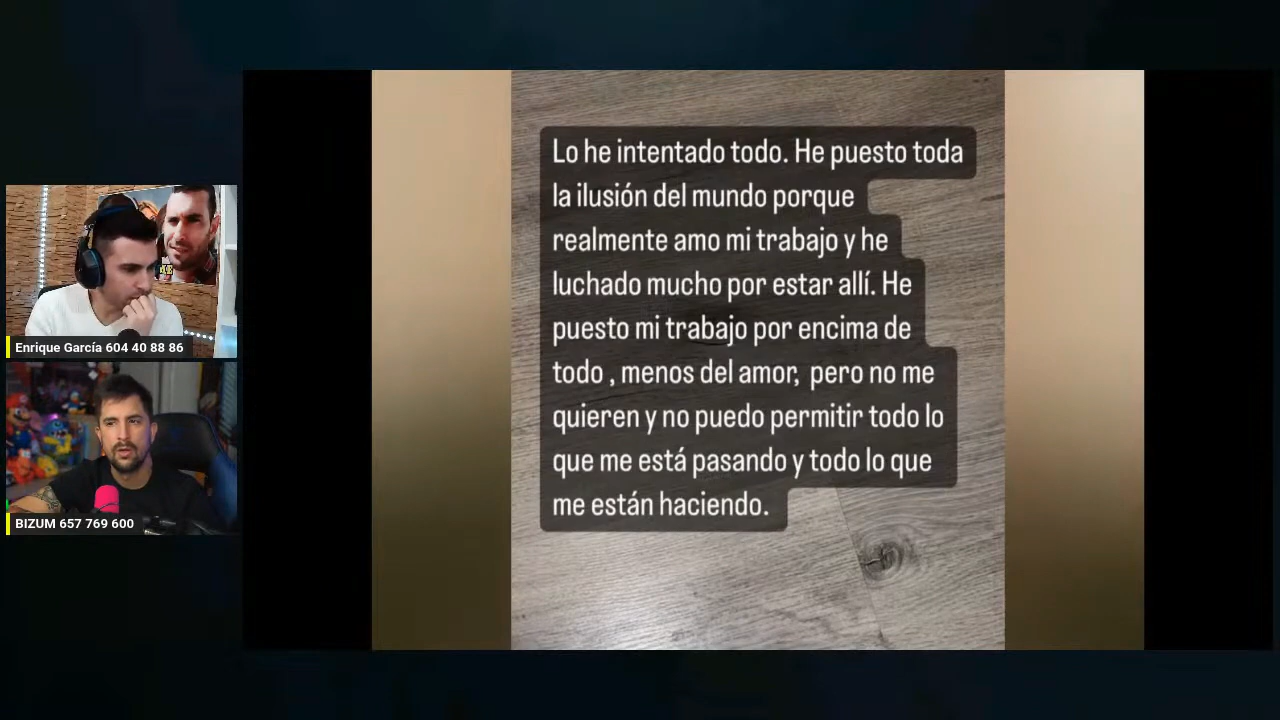 Lo he intentado todo. He puesto toda
la ilusión del mundo porque
realmente amo mi trabajo y he
luchado mucho por estar allí. He
puesto mi trabajo por encima de
todo , menos del amor,  pero no me
quieren y no puedo permitir todo lo
que me está pasando y todo lo que
me están haciendo.
Enrique García 604 40 88 86
BIZUM 657 769 600